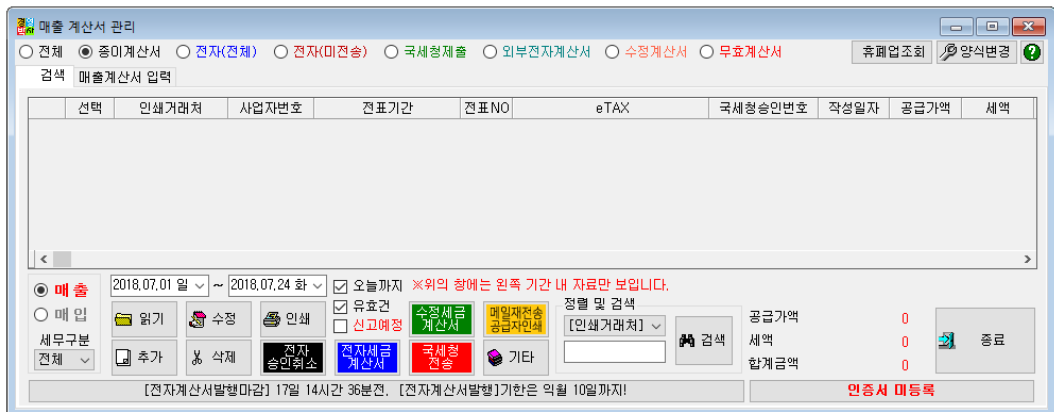 매출 계산서 관리
전체 종이계산서 전자(전체) 전자(미전송) 국세청제출 외부전자계산서 수정계산서 무효계산서 휴폐업조회 양식변경
검색 매출계산서 입력
선택 인쇄거래처 사업자번호 전표기간 전표NO eTAX 국세청승인번호 작성일자 공급가액 세액
매출 2018,07,01 일 ~ 2018,07,24 화 오늘까지 ※위의 창에는 왼쪽 기간 내 자료만 보입니다.
매입 읽기 수정 인쇄 유효건 신고예정 수정세금계산서 메일재전송 공급자인쇄 정렬 및 검색 [인쇄거래처] 검색 공급가액 0
세무구분 세액 0 종료
전체 추가 삭제 전자승인취소 전자세금계산서 국세청전송 기타 합계금액 0
[전자계산서발행마감] 17일 14시간 36분전, [전자계산서발행]기한은 익월 10일까지! 인증서 미등록